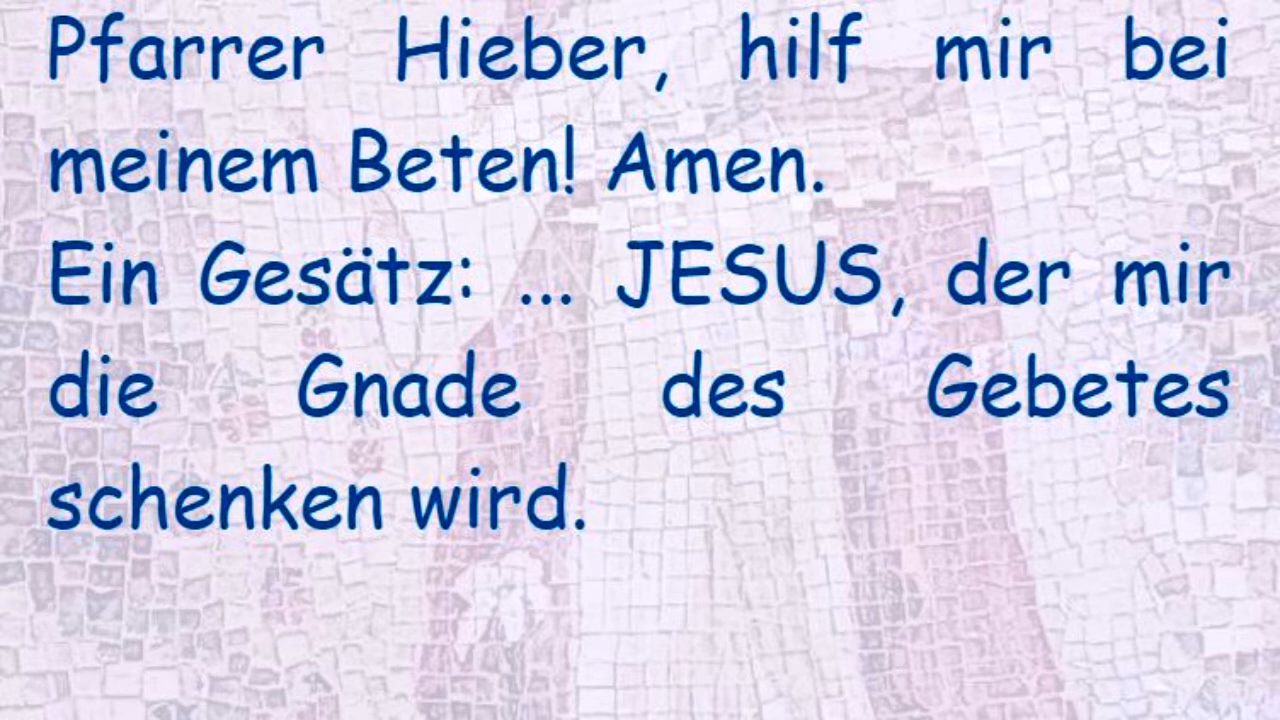 Pfarrer Hieber, hilf mir bei
meinem Beten! Amen.
Ein Gesätz: ... JESUS, der mir
die Gnade des Gebetes
schenken wird.